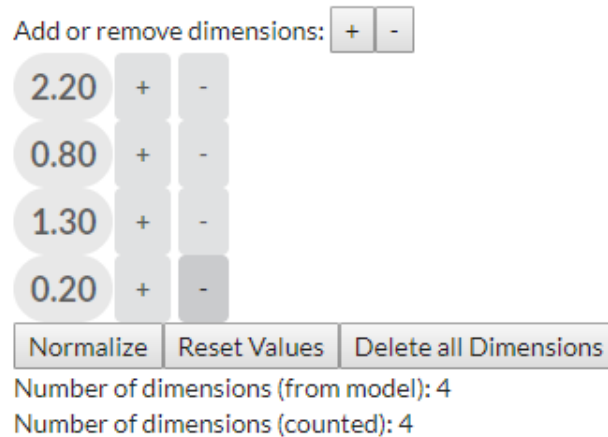 Add or remove dimensions: + -
2.20 + -
0.80 + -
1.30 + -
0.20 + -
Normalize Reset Values Delete all Dimensions
Number of dimensions (from model): 4
Number of dimensions (counted): 4